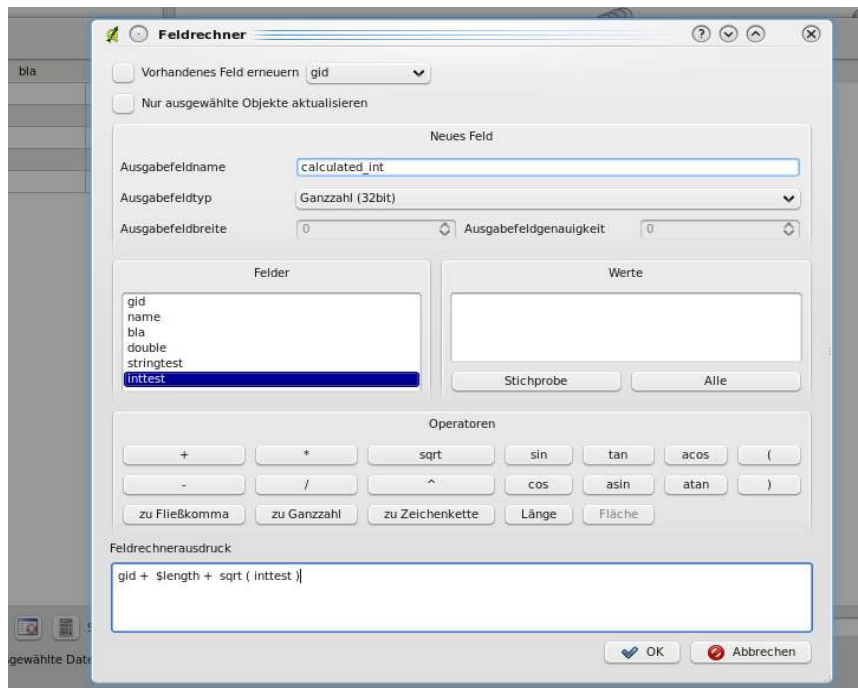 Feldrechner
bla
Vorhandenes Feld erneuern gid
Nur ausgewählte Objekte aktualisieren
Neues Feld
Ausgabefeldname calculated_int
Ausgabefeldtyp Ganzzahl (32bit)
Ausgabefeldbreite 0 Ausgabefeldgenauigkeit 0
Felder
gid
name
bla
double
stringtest
inttest
Werte
Stichprobe Alle
Operatoren
+ * sqrt sin tan acos (
- / ^ cos asin atan )
zu Fließkomma zu Ganzzahl zu Zeichenkette Länge Fläche
Feldrechnerausdruck
gid + $length + sqrt ( inttest )
OK Abbrechen